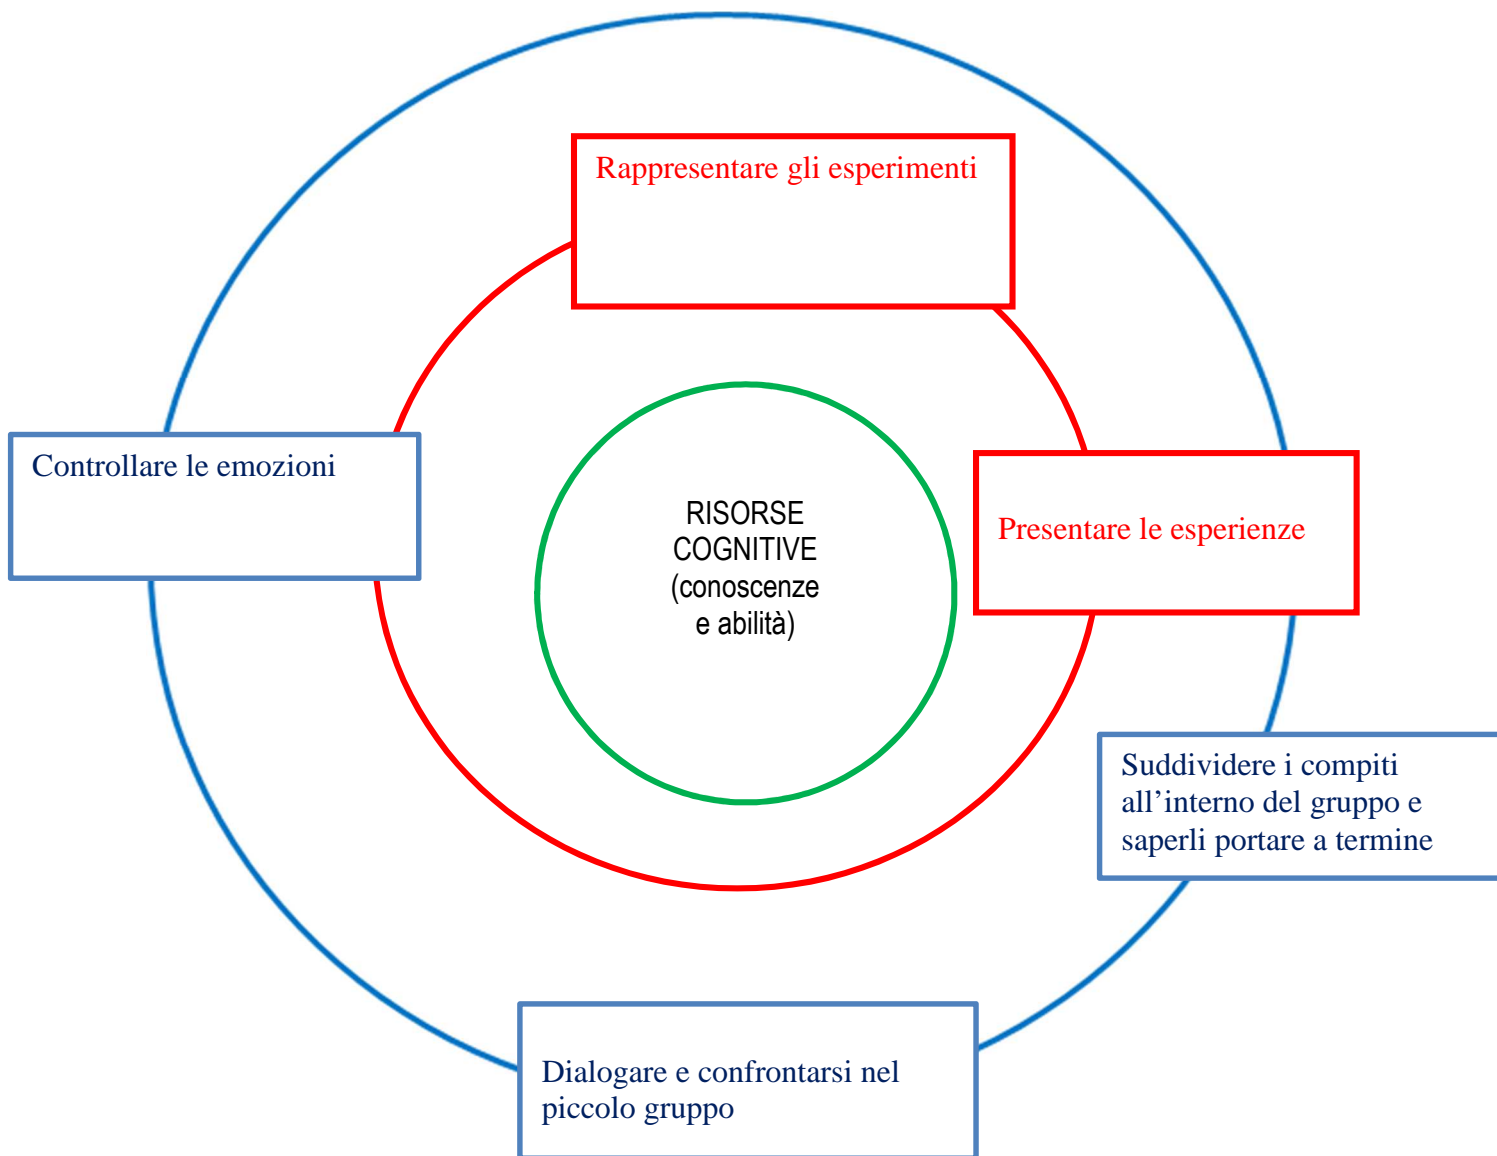 Rappresentare gli esperimenti
Controllare le emozioni
RISORSE
COGNITIVE
(conoscenze
e abilità)
Presentare le esperienze
Suddividere i compiti
all’interno del gruppo e
saperli portare a termine
Dialogare e confrontarsi nel
piccolo gruppo